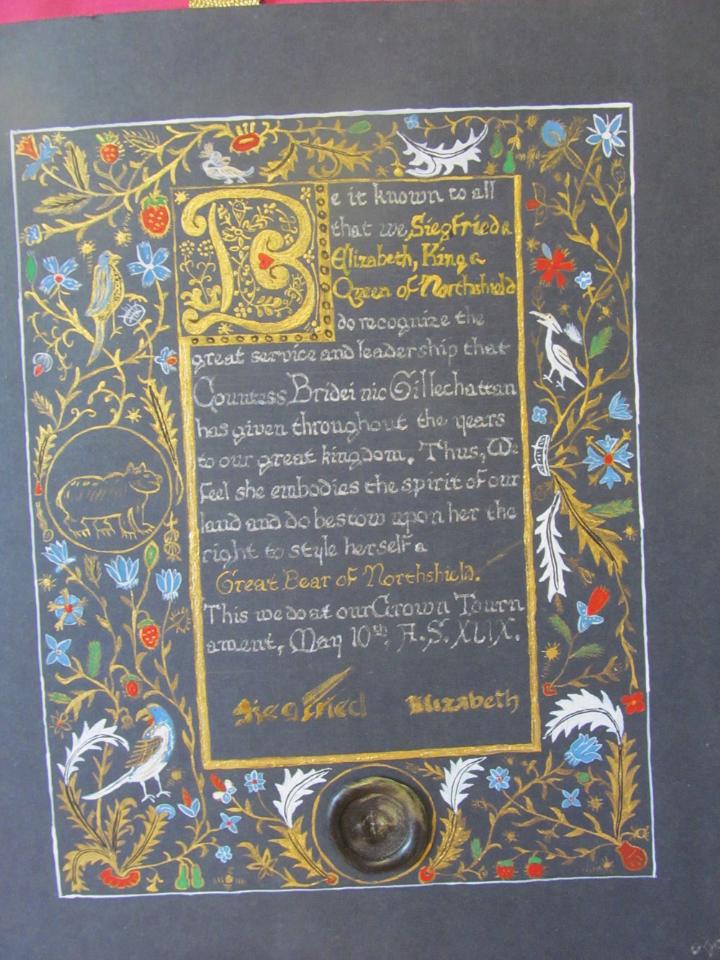 Be it known to all
that we, Siegfried &
Elizabeth, King &
Queen of Northshield
do recognize the
great service and leadership that
Countess Bridei nic Gillechattan
has given throughout the years
to our great kingdom. Thus, We
feel she embodies the spirit of our
land and do bestow upon her the
right to style herself a
Great Bear of Northshield.
This we do at our Crown Tourn
ament, May 10th, A.S. XLIX.
Siegfried Elizabeth